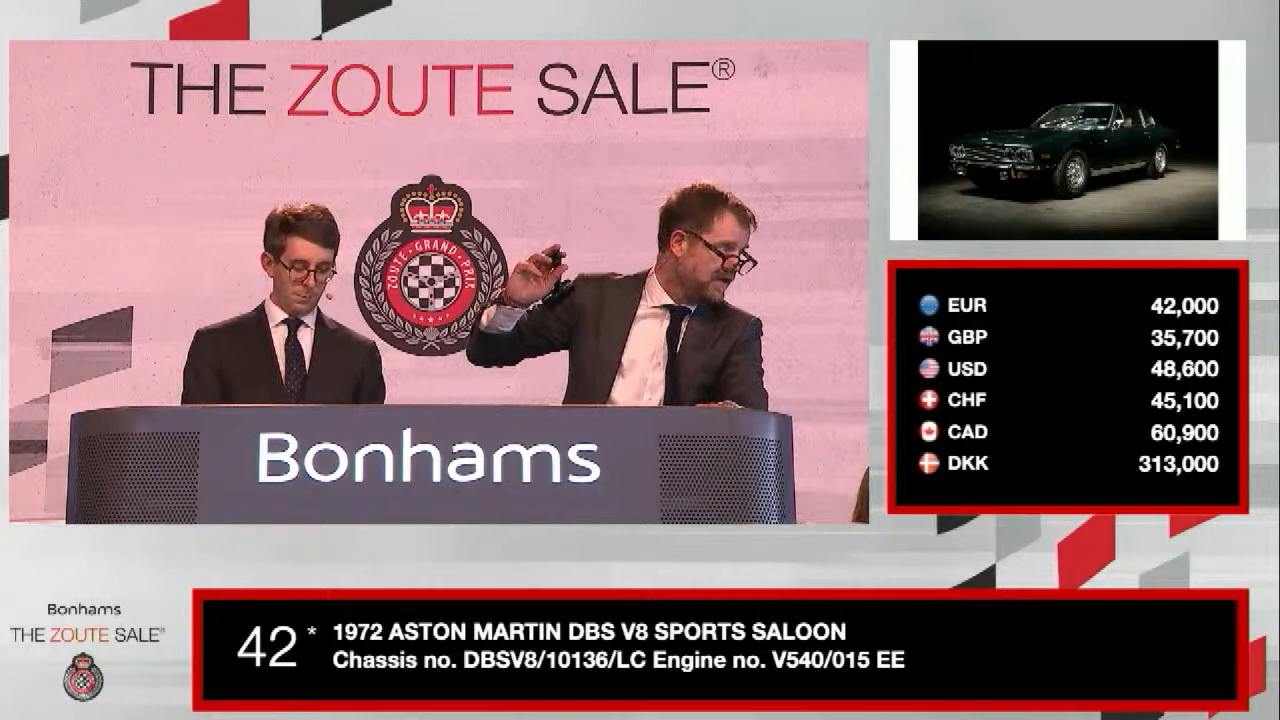 THE ZOUTE SALE®
ZOUTE GRAND PRIX
Bonhams
EUR 42,000
GBP 35,700
USD 48,600
CHF 45,100
CAD 60,900
DKK 313,000
Bonhams
THE ZOUTE SALE®
42* 1972 ASTON MARTIN DBS V8 SPORTS SALOON
Chassis no. DBSV8/10136/LC Engine no. V540/015 EE